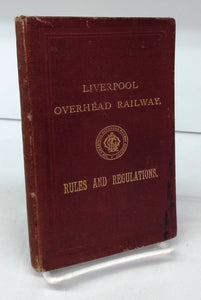 LIVERPOOL
OVERHEAD RAILWAY.
RULES AND REGULATIONS.